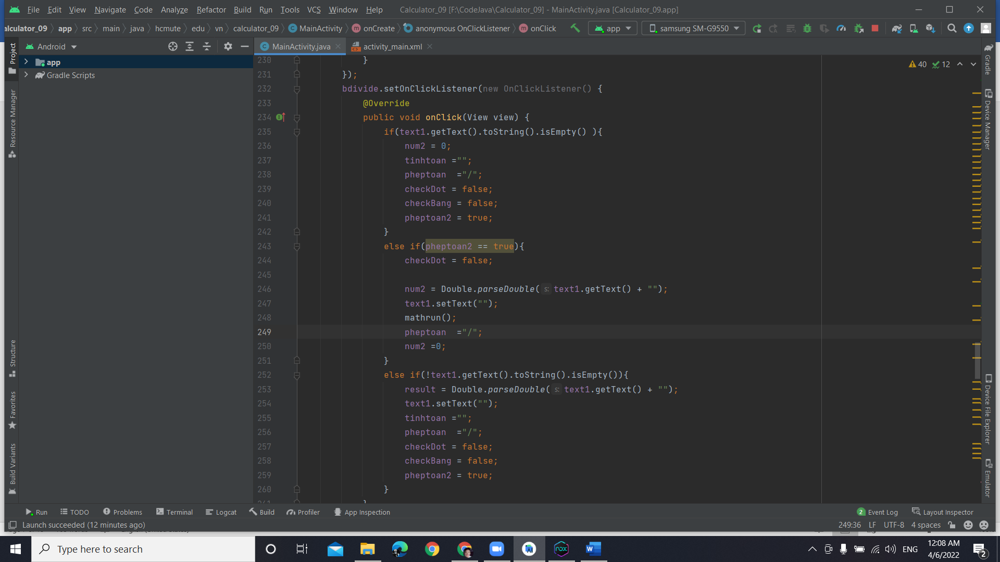 File Edit View Navigate Code Analyze Refactor Build Run Tools VCS Window Help Calculator_09 [F:\CodeJava\Calculator_09] - MainActivity.java [Calculator_09.app]
alculator_09 app src main java hcmute edu vn calculator_09 MainActivity onCreate anonymous OnClickListener onClick app samsung SM-G9550
Android MainActivity.java activity_main.xml
Project
app
Gradle Scripts
Resource Manager
Structure
Favorites
Build Variants
40 12
230 }
231 });
232 bdivide.setOnClickListener(new OnClickListener() {
233 @Override
234 public void onClick(View view) {
235 if(text1.getText().toString().isEmpty() ){
236 num2 = 0;
237 tinhtoan ="";
238 pheptoan ="/";
239 checkDot = false;
240 checkBang = false;
241 pheptoan2 = true;
242 }
243 else if(pheptoan2 == true){
244 checkDot = false;
245
246 num2 = Double.parseDouble( s: text1.getText() + "");
247 text1.setText("");
248 mathrun();
249 pheptoan ="/";
250 num2 =0;
251 }
252 else if(!text1.getText().toString().isEmpty()){
253 result = Double.parseDouble( s: text1.getText() + "");
254 text1.setText("");
255 tinhtoan ="";
256 pheptoan ="/";
257 checkDot = false;
258 checkBang = false;
259 pheptoan2 = true;
260 }
Gradle
Device Manager
Device File Explorer
Emulator
Run TODO Problems Terminal Logcat Build Profiler App Inspection 2 Event Log Layout Inspector
Launch succeeded (12 minutes ago) 249:36 LF UTF-8 4 spaces
Type here to search ENG 12:08 AM
4/6/2022 2